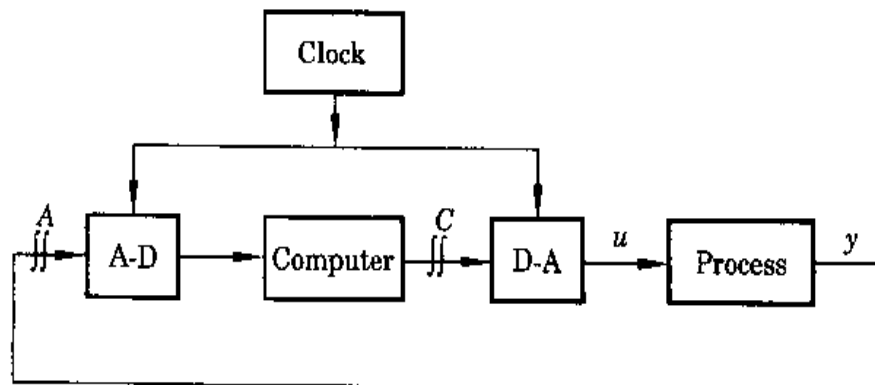 Clock
A
C
A-D
Computer
D-A
u
Process
y